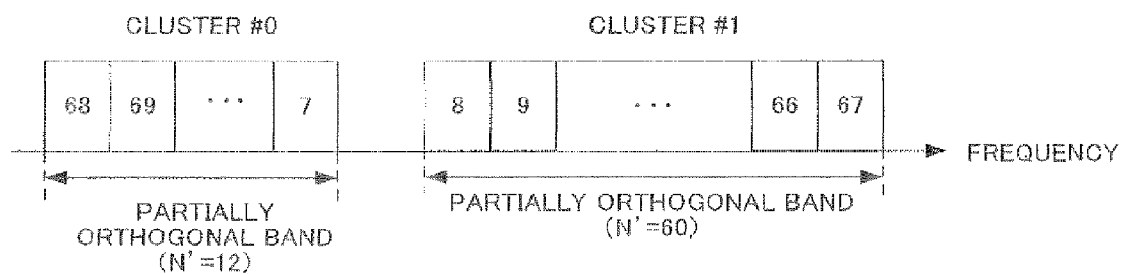 CLUSTER #0 CLUSTER #1
68 69 ... 7 8 9 ... 66 67
FREQUENCY
PARTIALLY ORTHOGONAL BAND (N'=12)
PARTIALLY ORTHOGONAL BAND
(N'=60)